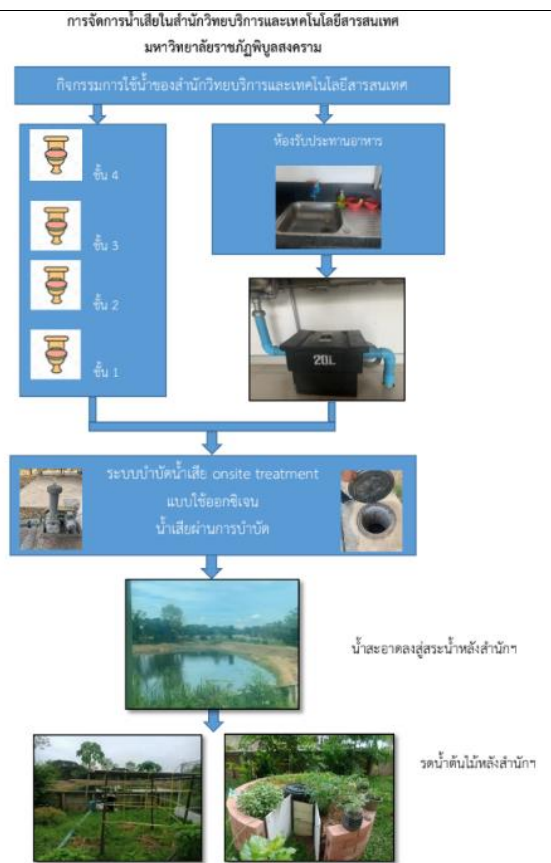 การจัดการน้ำเสียในสำนักวิทยบริการและเทคโนโลยีสารสนเทศ
มหาวิทยาลัยราชภัฏพิบูลสงคราม
กิจกรรมการใช้น้ำของสำนักวิทยบริการและเทคโนโลยีสารสนเทศ
ชั้น 4
ชั้น 3
ชั้น 2
ชั้น 1
ห้องรับประทานอาหาร
20L
ระบบบำบัดน้ำเสีย onsite treatment
แบบใช้ออกซิเจน
น้ำเสียผ่านการบำบัด
น้ำสะอาดลงสู่สระน้ำหลังสำนักฯ
รดน้ำต้นไม้หลังสำนักฯ